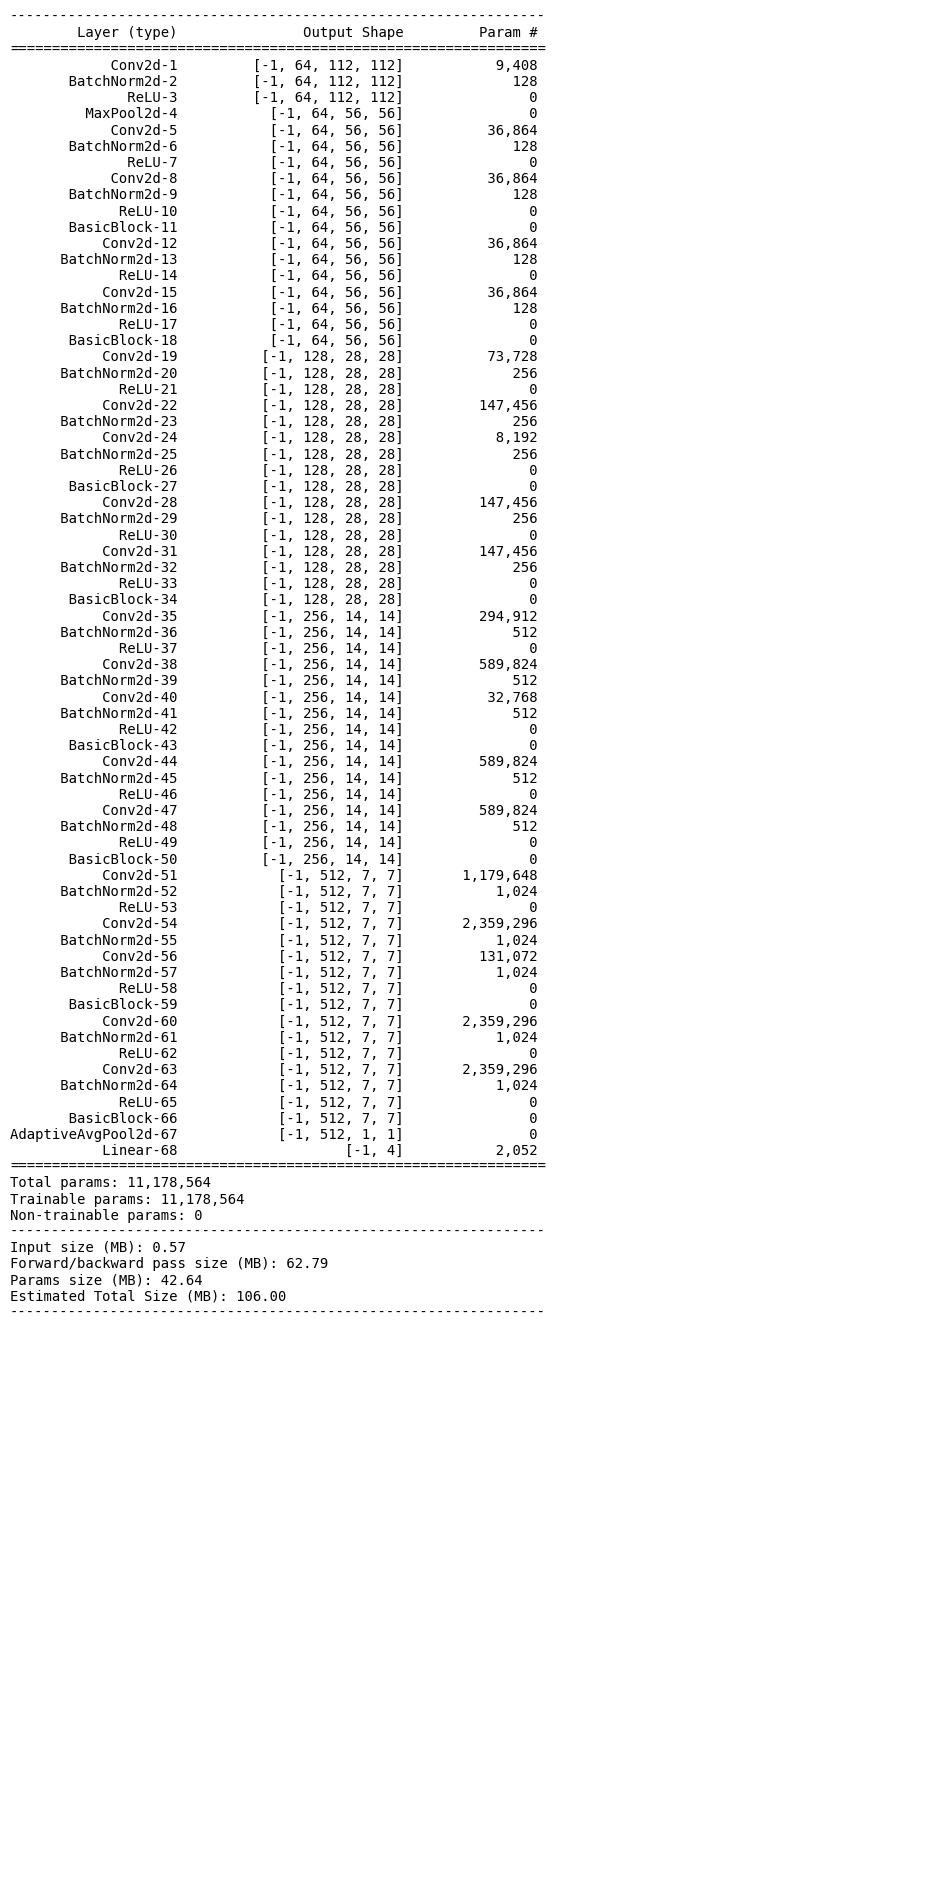 ----------------------------------------------------------------
        Layer (type)               Output Shape         Param #
================================================================
            Conv2d-1         [-1, 64, 112, 112]           9,408
       BatchNorm2d-2         [-1, 64, 112, 112]             128
              ReLU-3         [-1, 64, 112, 112]               0
         MaxPool2d-4           [-1, 64, 56, 56]               0
            Conv2d-5           [-1, 64, 56, 56]          36,864
       BatchNorm2d-6           [-1, 64, 56, 56]             128
              ReLU-7           [-1, 64, 56, 56]               0
            Conv2d-8           [-1, 64, 56, 56]          36,864
       BatchNorm2d-9           [-1, 64, 56, 56]             128
             ReLU-10           [-1, 64, 56, 56]               0
       BasicBlock-11           [-1, 64, 56, 56]               0
           Conv2d-12           [-1, 64, 56, 56]          36,864
      BatchNorm2d-13           [-1, 64, 56, 56]             128
             ReLU-14           [-1, 64, 56, 56]               0
           Conv2d-15           [-1, 64, 56, 56]          36,864
      BatchNorm2d-16           [-1, 64, 56, 56]             128
             ReLU-17           [-1, 64, 56, 56]               0
       BasicBlock-18           [-1, 64, 56, 56]               0
           Conv2d-19          [-1, 128, 28, 28]          73,728
      BatchNorm2d-20          [-1, 128, 28, 28]             256
             ReLU-21          [-1, 128, 28, 28]               0
           Conv2d-22          [-1, 128, 28, 28]         147,456
      BatchNorm2d-23          [-1, 128, 28, 28]             256
           Conv2d-24          [-1, 128, 28, 28]           8,192
      BatchNorm2d-25          [-1, 128, 28, 28]             256
             ReLU-26          [-1, 128, 28, 28]               0
       BasicBlock-27          [-1, 128, 28, 28]               0
           Conv2d-28          [-1, 128, 28, 28]         147,456
      BatchNorm2d-29          [-1, 128, 28, 28]             256
             ReLU-30          [-1, 128, 28, 28]               0
           Conv2d-31          [-1, 128, 28, 28]         147,456
      BatchNorm2d-32          [-1, 128, 28, 28]             256
             ReLU-33          [-1, 128, 28, 28]               0
       BasicBlock-34          [-1, 128, 28, 28]               0
           Conv2d-35          [-1, 256, 14, 14]         294,912
      BatchNorm2d-36          [-1, 256, 14, 14]             512
             ReLU-37          [-1, 256, 14, 14]               0
           Conv2d-38          [-1, 256, 14, 14]         589,824
      BatchNorm2d-39          [-1, 256, 14, 14]             512
           Conv2d-40          [-1, 256, 14, 14]          32,768
      BatchNorm2d-41          [-1, 256, 14, 14]             512
             ReLU-42          [-1, 256, 14, 14]               0
       BasicBlock-43          [-1, 256, 14, 14]               0
           Conv2d-44          [-1, 256, 14, 14]         589,824
      BatchNorm2d-45          [-1, 256, 14, 14]             512
             ReLU-46          [-1, 256, 14, 14]               0
           Conv2d-47          [-1, 256, 14, 14]         589,824
      BatchNorm2d-48          [-1, 256, 14, 14]             512
             ReLU-49          [-1, 256, 14, 14]               0
       BasicBlock-50          [-1, 256, 14, 14]               0
           Conv2d-51            [-1, 512, 7, 7]       1,179,648
      BatchNorm2d-52            [-1, 512, 7, 7]           1,024
             ReLU-53            [-1, 512, 7, 7]               0
           Conv2d-54            [-1, 512, 7, 7]       2,359,296
      BatchNorm2d-55            [-1, 512, 7, 7]           1,024
           Conv2d-56            [-1, 512, 7, 7]         131,072
      BatchNorm2d-57            [-1, 512, 7, 7]           1,024
             ReLU-58            [-1, 512, 7, 7]               0
       BasicBlock-59            [-1, 512, 7, 7]               0
           Conv2d-60            [-1, 512, 7, 7]       2,359,296
      BatchNorm2d-61            [-1, 512, 7, 7]           1,024
             ReLU-62            [-1, 512, 7, 7]               0
           Conv2d-63            [-1, 512, 7, 7]       2,359,296
      BatchNorm2d-64            [-1, 512, 7, 7]           1,024
             ReLU-65            [-1, 512, 7, 7]               0
       BasicBlock-66            [-1, 512, 7, 7]               0
AdaptiveAvgPool2d-67            [-1, 512, 1, 1]               0
           Linear-68                    [-1, 4]           2,052
================================================================
Total params: 11,178,564
Trainable params: 11,178,564
Non-trainable params: 0
----------------------------------------------------------------
Input size (MB): 0.57
Forward/backward pass size (MB): 62.79
Params size (MB): 42.64
Estimated Total Size (MB): 106.00
----------------------------------------------------------------